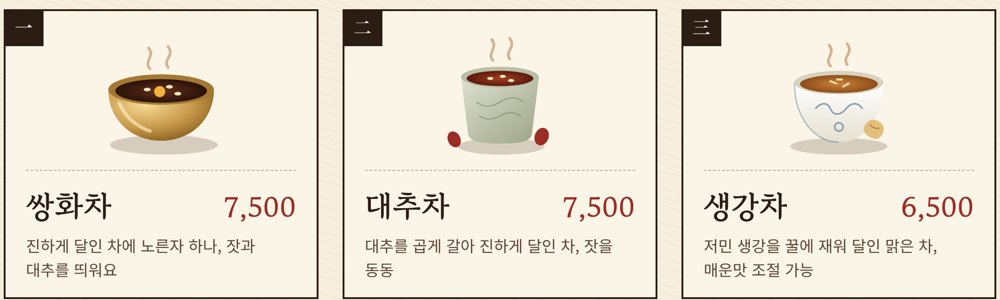 一
쌍화차 7,500
진하게 달인 차에 노른자 하나, 잣과
대추를 띄워요
二
대추차 7,500
대추를 곱게 갈아 진하게 달인 차, 잣을
동동
三
생강차 6,500
저민 생강을 꿀에 재워 달인 맑은 차,
매운맛 조절 가능